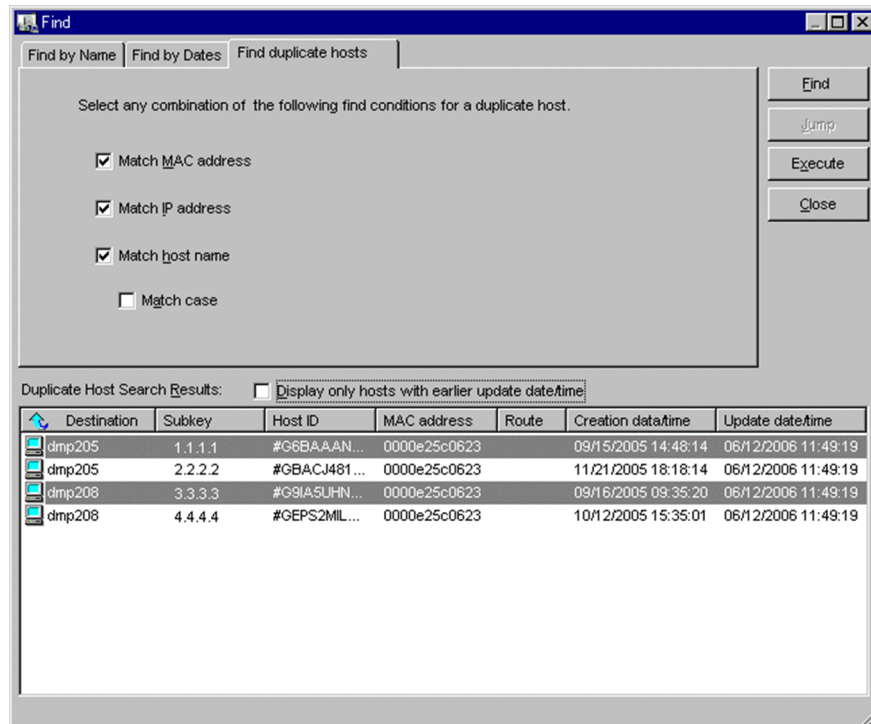 Find
Find by Name Find by Dates Find duplicate hosts
Select any combination of the following find conditions for a duplicate host.
Match MAC address
Match IP address
Match host name
Match case
Find
Jump
Execute
Close
Duplicate Host Search Results: Display only hosts with earlier update date/time
Destination Subkey Host ID MAC address Route Creation data/time Update date/time
dmp205 1.1.1.1 #G6BAAAN... 0000e25c0623 09/15/2005 14:48:14 06/12/2006 11:49:19
dmp205 2.2.2.2 #GBACJ481... 0000e25c0623 11/21/2005 18:18:14 06/12/2006 11:49:19
dmp208 3.3.3.3 #G9IA5UHN... 0000e25c0623 09/16/2005 09:35:20 06/12/2006 11:49:19
dmp208 4.4.4.4 #GEPS2MIL... 0000e25c0623 10/12/2005 15:35:01 06/12/2006 11:49:19